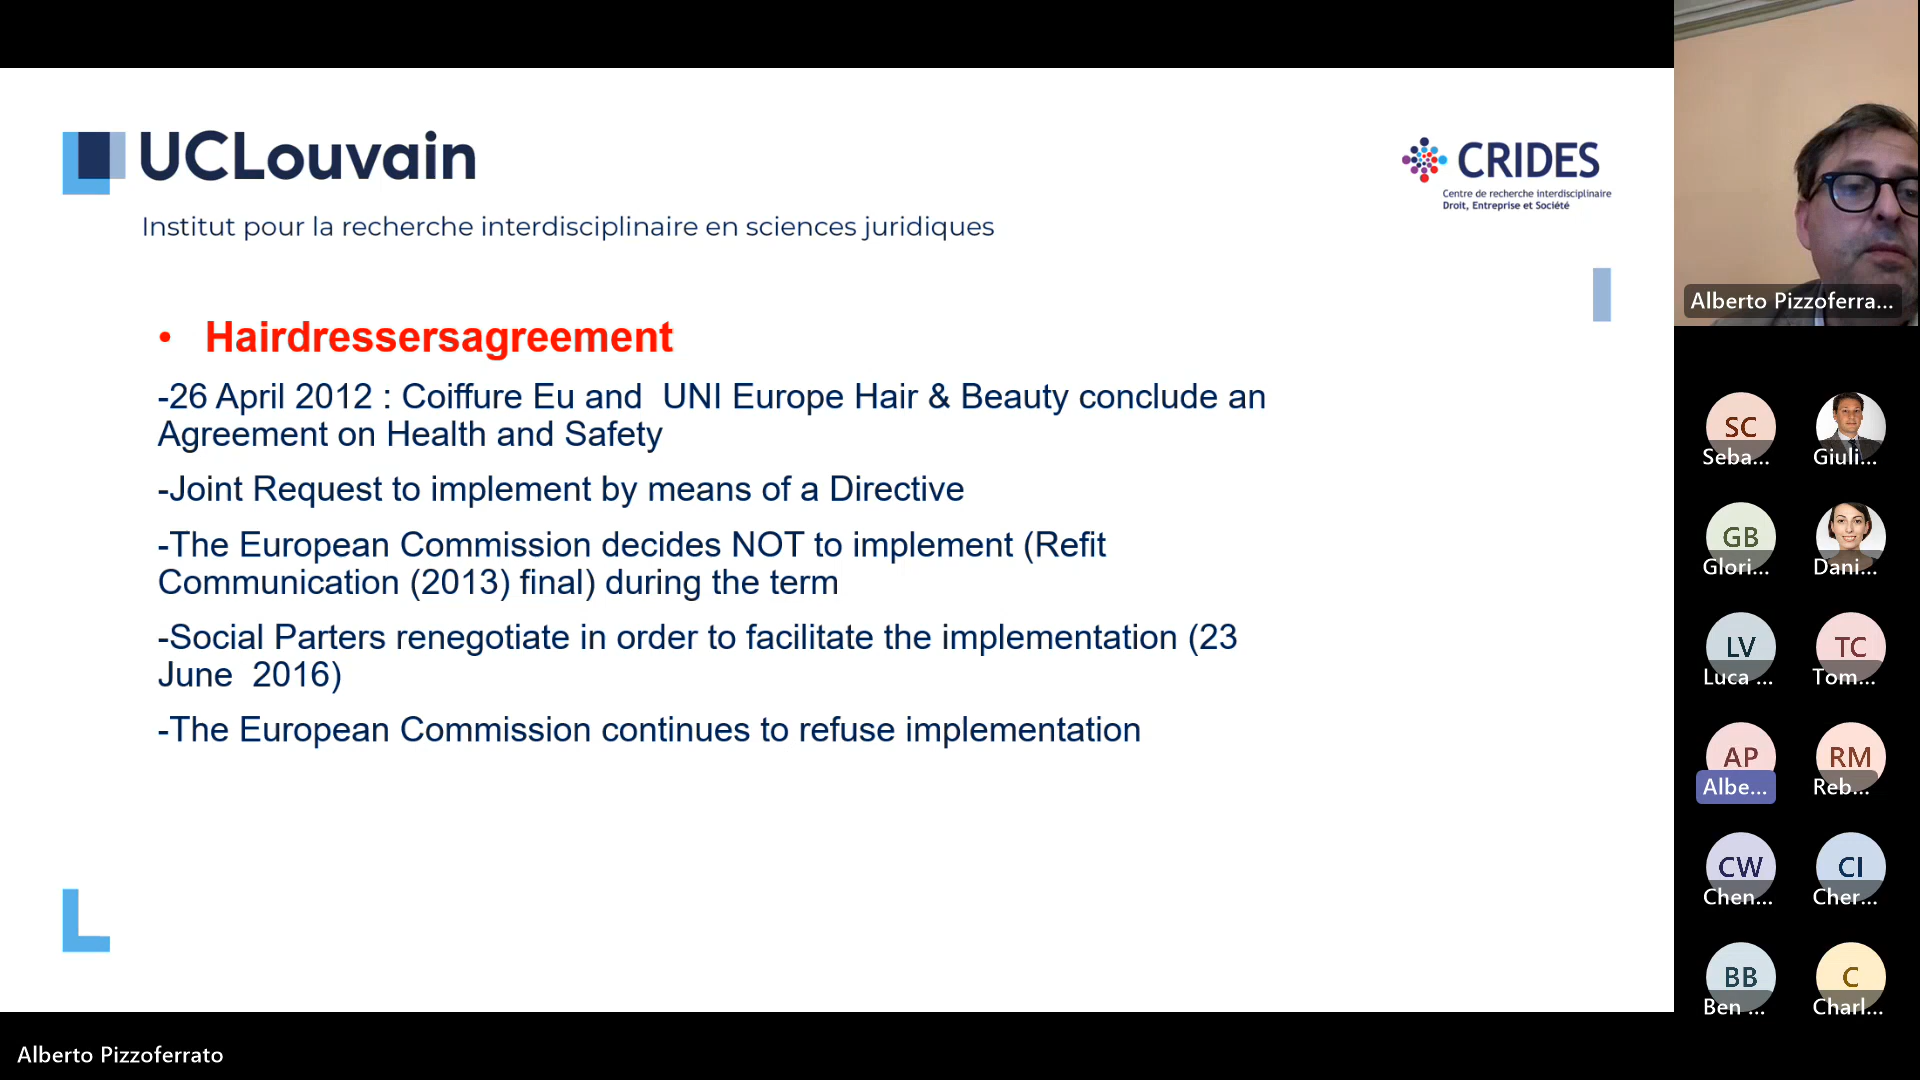 UCLouvain
Institut pour la recherche interdisciplinaire en sciences juridiques
CRIDES
Centre de recherche interdisciplinaire
Droit, Entreprise et Société
• Hairdressersagreement
-26 April 2012 : Coiffure Eu and  UNI Europe Hair & Beauty conclude an
Agreement on Health and Safety
-Joint Request to implement by means of a Directive
-The European Commission decides NOT to implement (Refit
Communication (2013) final) during the term
-Social Parters renegotiate in order to facilitate the implementation (23
June  2016)
-The European Commission continues to refuse implementation
Alberto Pizzoferra...
SC
Seba...
Giuli...
GB
Glori...
Dani...
LV
Luca ...
TC
Tom...
AP
Albe...
RM
Reb...
CW
Chen...
CI
Cher...
BB
Ben ...
C
Charl...
Alberto Pizzoferrato